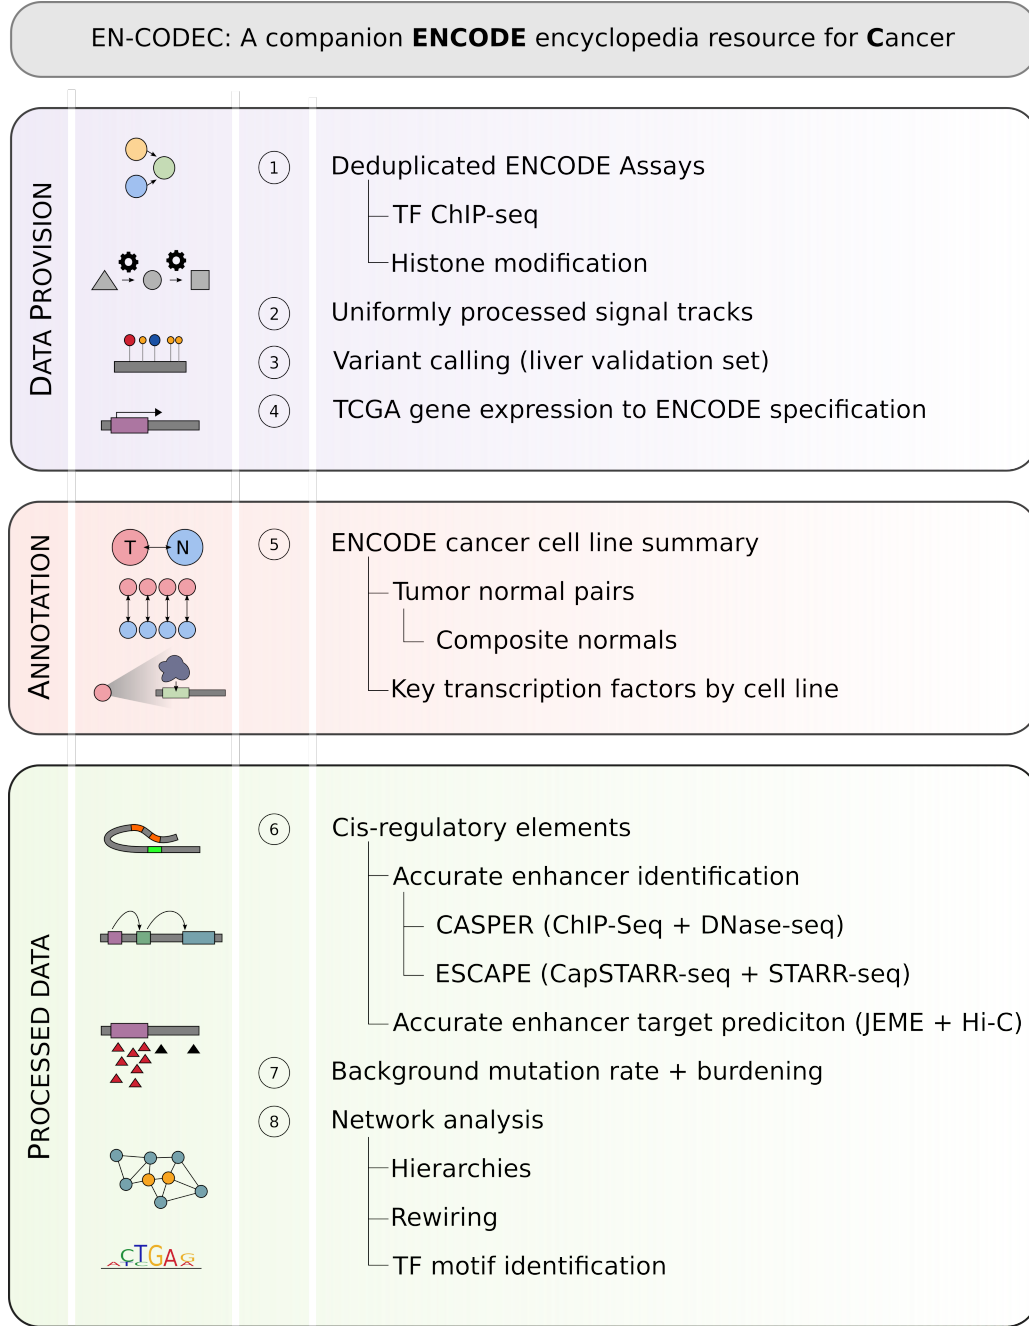 EN-CODEC: A companion ENCODE encyclopedia resource for Cancer
DATA PROVISION
1 Deduplicated ENCODE Assays
TF ChIP-seq
Histone modification
2 Uniformly processed signal tracks
3 Variant calling (liver validation set)
4 TCGA gene expression to ENCODE specification
ANNOTATION
T N
5 ENCODE cancer cell line summary
Tumor normal pairs
Composite normals
Key transcription factors by cell line
PROCESSED DATA
6 Cis-regulatory elements
Accurate enhancer identification
CASPER (ChIP-Seq + DNase-seq)
ESCAPE (CapSTARR-seq + STARR-seq)
Accurate enhancer target prediciton (JEME + Hi-C)
7 Background mutation rate + burdening
8 Network analysis
Hierarchies
Rewiring
TF motif identification
CTGAG